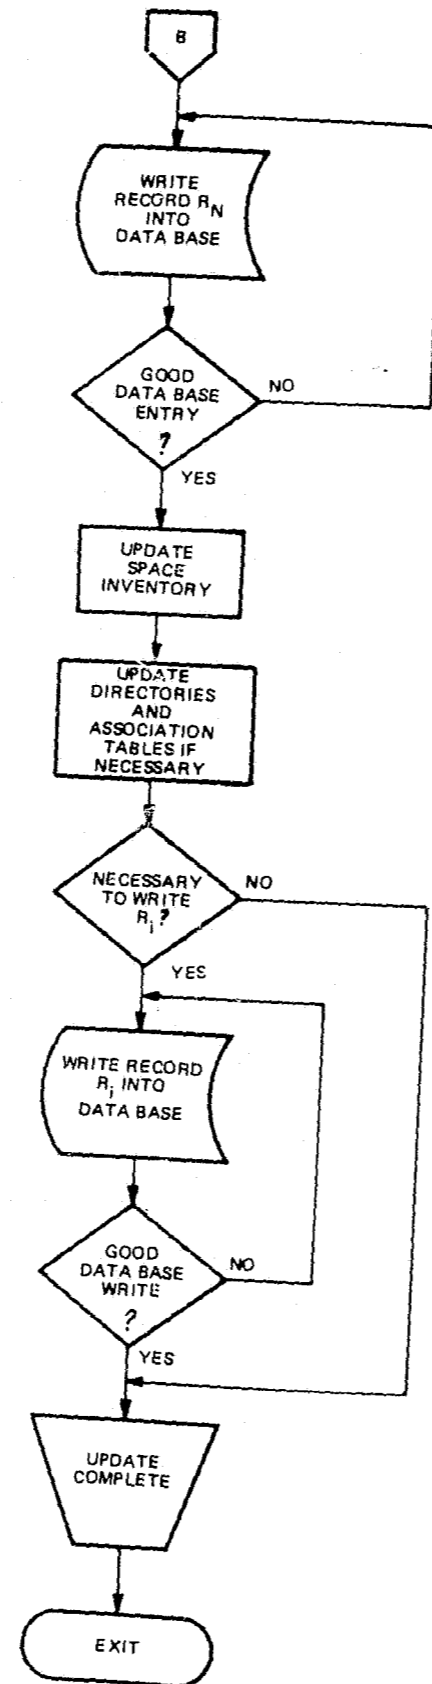 B
WRITE
RECORD RN
INTO
DATA BASE
GOOD
DATA BASE
ENTRY
?
NO
YES
UPDATE
SPACE
INVENTORY
UPDATE
DIRECTORIES
AND
ASSOCIATION
TABLES IF
NECESSARY
NECESSARY
TO WRITE
Ri?
NO
YES
WRITE RECORD
Ri INTO
DATA BASE
GOOD
DATA BASE
WRITE
?
NO
YES
UPDATE
COMPLETE
EXIT